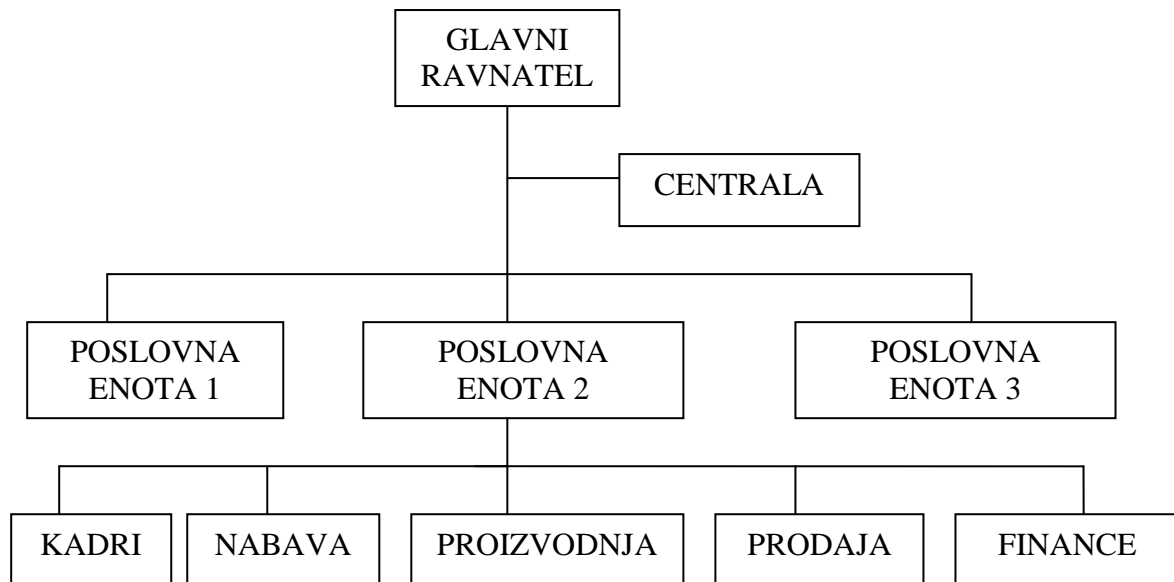 GLAVNI
RAVNATEL
CENTRALA
POSLOVNA
ENOTA 1
POSLOVNA
ENOTA 2
POSLOVNA
ENOTA 3
KADRI
NABAVA
PROIZVODNJA
PRODAJA
FINANCE